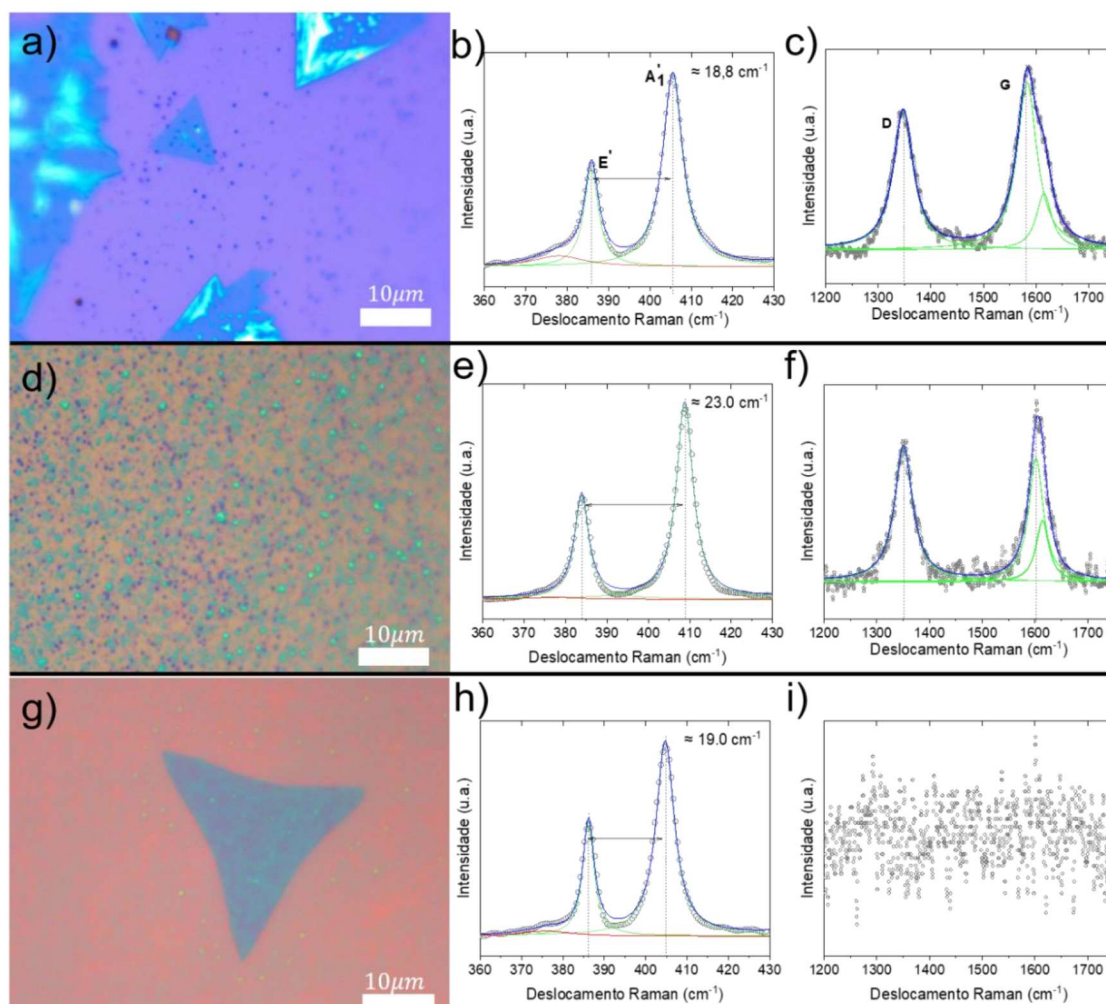 a)
10μm
b)
E'
A'1
≈ 18,8 cm-1
Intensidade (u.a.)
360 370 380 390 400 410 420 430
Deslocamento Raman (cm-1)
c)
D
G
Intensidade (u.a.)
1200 1300 1400 1500 1600 1700
Deslocamento Raman (cm-1)
d)
10μm
e)
≈ 23.0 cm-1
Intensidade (u.a.)
360 370 380 390 400 410 420 430
Deslocamento Raman (cm-1)
f)
Intensidade (u.a.)
1200 1300 1400 1500 1600 1700
Deslocamento Raman (cm-1)
g)
10μm
h)
≈ 19.0 cm-1
Intensidade (u.a.)
360 370 380 390 400 410 420 430
Deslocamento Raman (cm-1)
i)
Intensidade (u.a.)
1200 1300 1400 1500 1600 1700
Deslocamento Raman (cm-1)